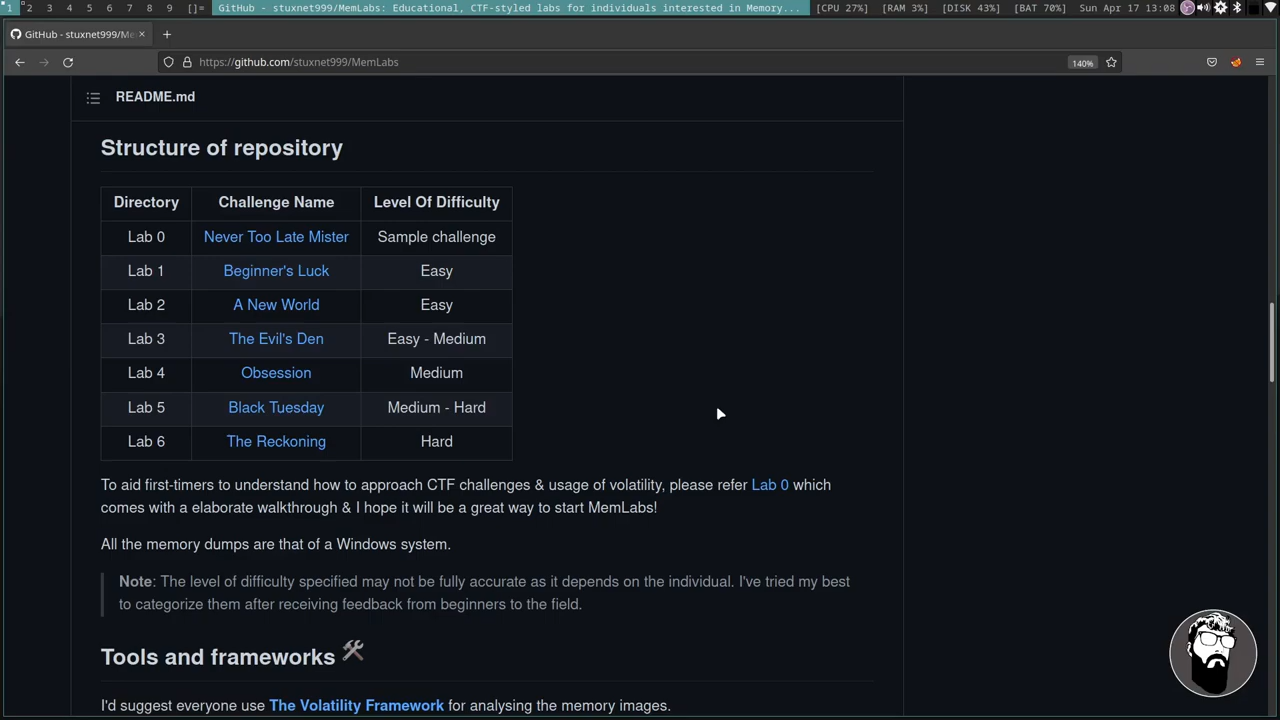 1 2 3 4 5 6 7 8 9 []= GitHub - stuxnet999/MemLabs: Educational, CTF-styled labs for individuals interested in Memory... [CPU 27%] [RAM 3%] [DISK 43%] [BAT 70%] Sun Apr 17 13:08
GitHub - stuxnet999/Me × +
https://github.com/stuxnet999/MemLabs 140%
README.md
Structure of repository
Directory Challenge Name Level Of Difficulty
Lab 0 Never Too Late Mister Sample challenge
Lab 1 Beginner's Luck Easy
Lab 2 A New World Easy
Lab 3 The Evil's Den Easy - Medium
Lab 4 Obsession Medium
Lab 5 Black Tuesday Medium - Hard
Lab 6 The Reckoning Hard
To aid first-timers to understand how to approach CTF challenges & usage of volatility, please refer Lab 0 which
comes with a elaborate walkthrough & I hope it will be a great way to start MemLabs!
All the memory dumps are that of a Windows system.
Note: The level of difficulty specified may not be fully accurate as it depends on the individual. I've tried my best
to categorize them after receiving feedback from beginners to the field.
Tools and frameworks
I'd suggest everyone use The Volatility Framework for analysing the memory images.